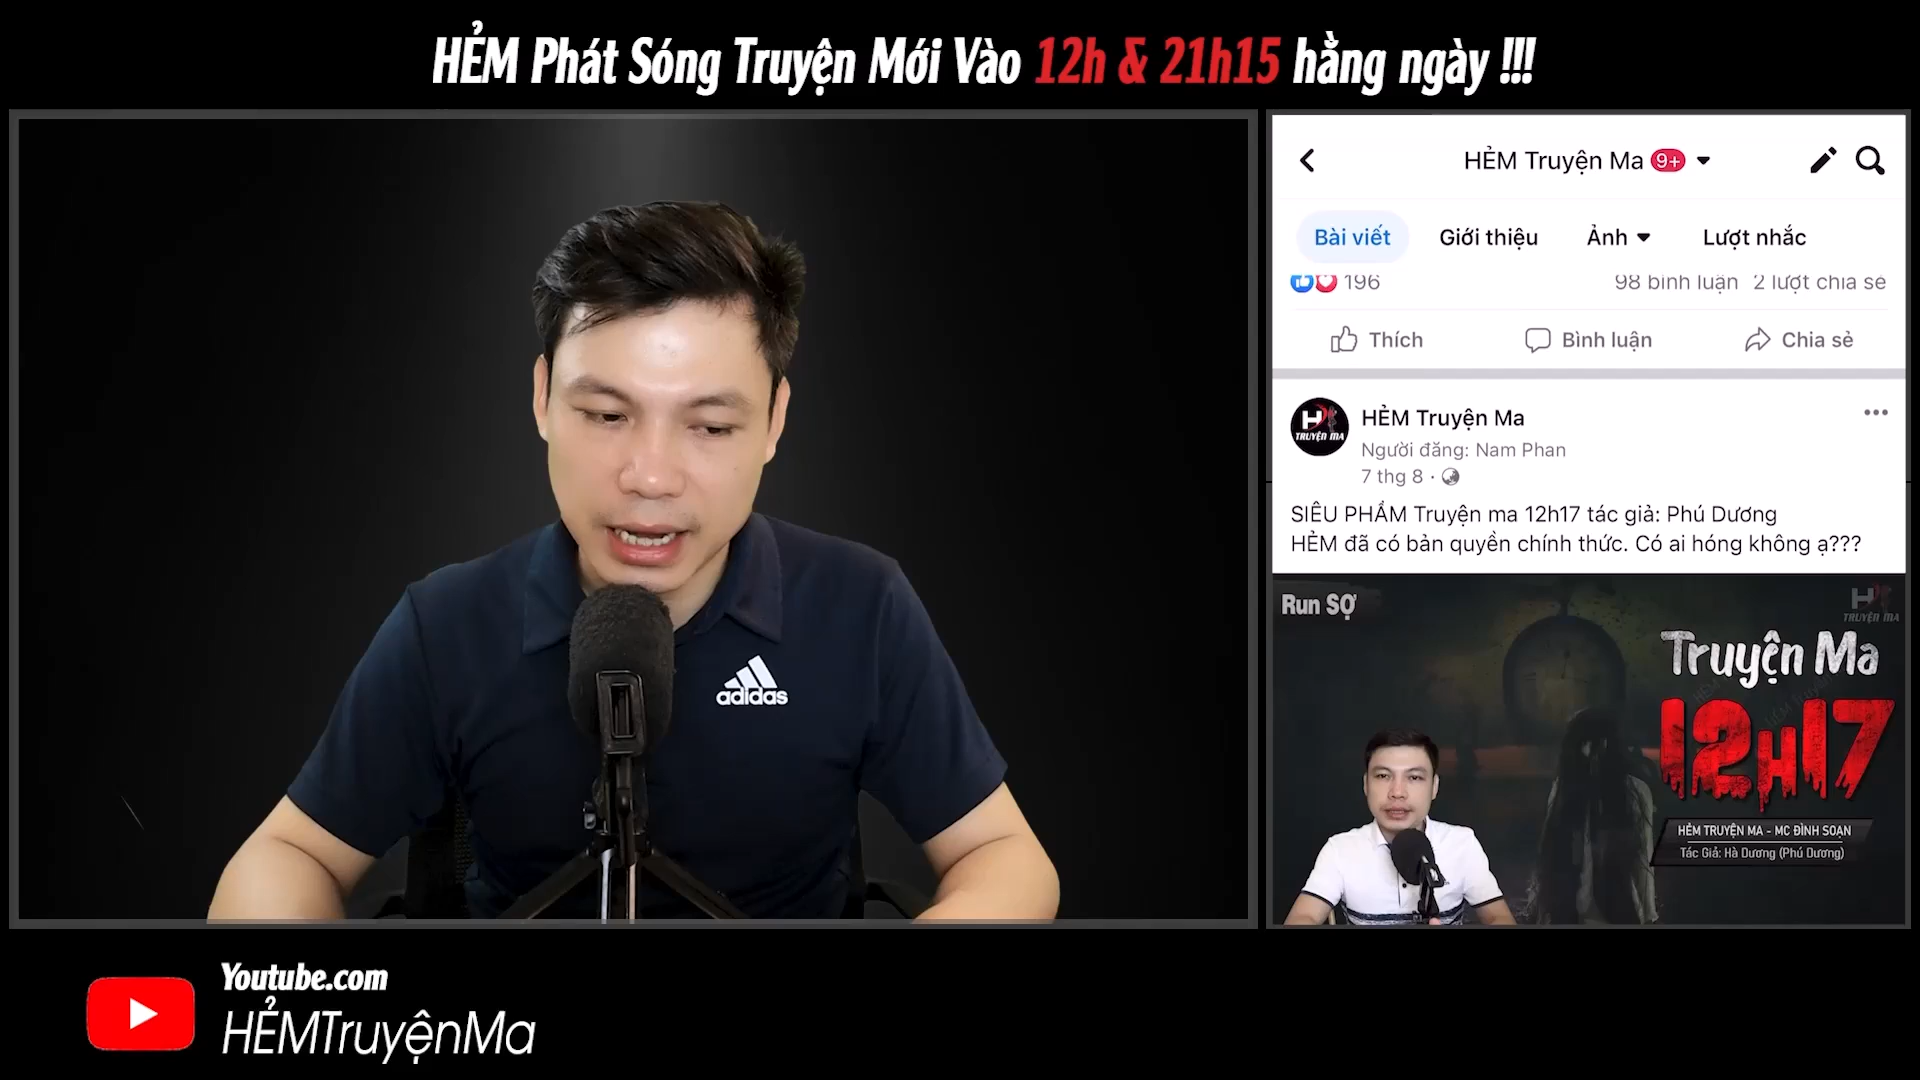 HẺM Phát Sóng Truyện Mới Vào 12h & 21h15 hằng ngày !!!
HẺM Truyện Ma 9+
Bài viết Giới thiệu Ảnh Lượt nhắc
196 98 bình luận 2 lượt chia sẻ
Thích Bình luận Chia sẻ
HẺM Truyện Ma
Người đăng: Nam Phan
7 thg 8 ·
SIÊU PHẨM Truyện ma 12h17 tác giả: Phú Dương
HẺM đã có bản quyền chính thức. Có ai hóng không ạ???
H
TRUYỆN MA
Run SỢ
H
TRUYỆN MA
Truyện Ma
12H17
HẺM TRUYỆN MA - MC ĐÌNH SOẠN
Tác Giả: Hà Dương (Phú Dương)
adidas
Youtube.com
HẺMTruyệnMa